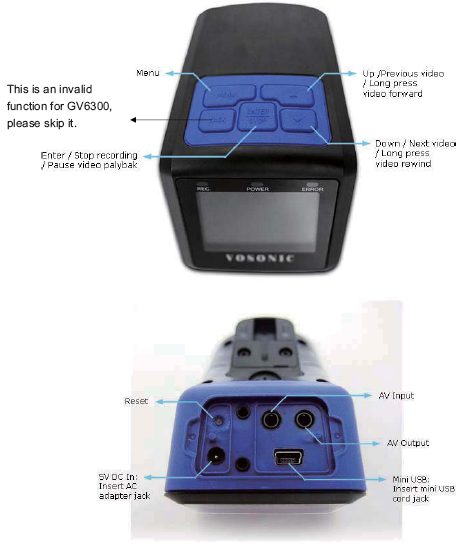 Menu
Up /Previous video
/ Long press
video forward
This is an invalid
function for GV6300,
please skip it.
Down / Next video
/ Long press
video rewind
Enter / Stop recording
/ Pause video palybak
REC
POWER
ERROR
VOSONIC
Reset
AV Input
AV Output
5V DC In:
Insert AC
adapter jack
Mini USB:
Insert mini USB
cord jack